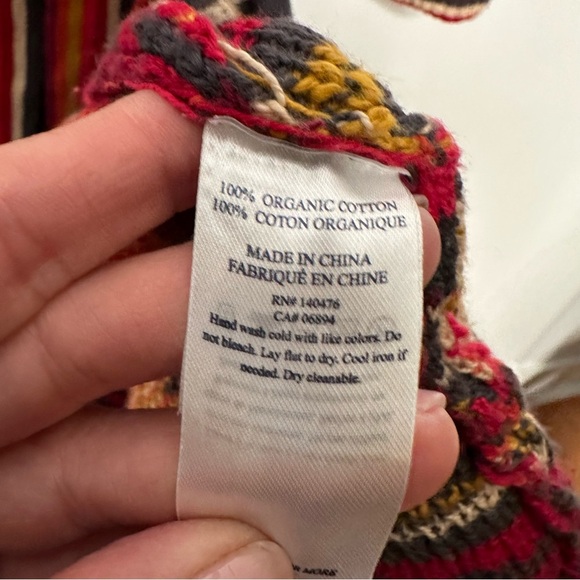 100% ORGANIC COTTON
100% COTON ORGANIQUE
MADE IN CHINA
FABRIQUÉ EN CHINE
RN# 140476
CA# 06894
Hand wash cold with like colors. Do
not bleach. Lay flat to dry. Cool iron if
needed. Dry cleanable.
MORE